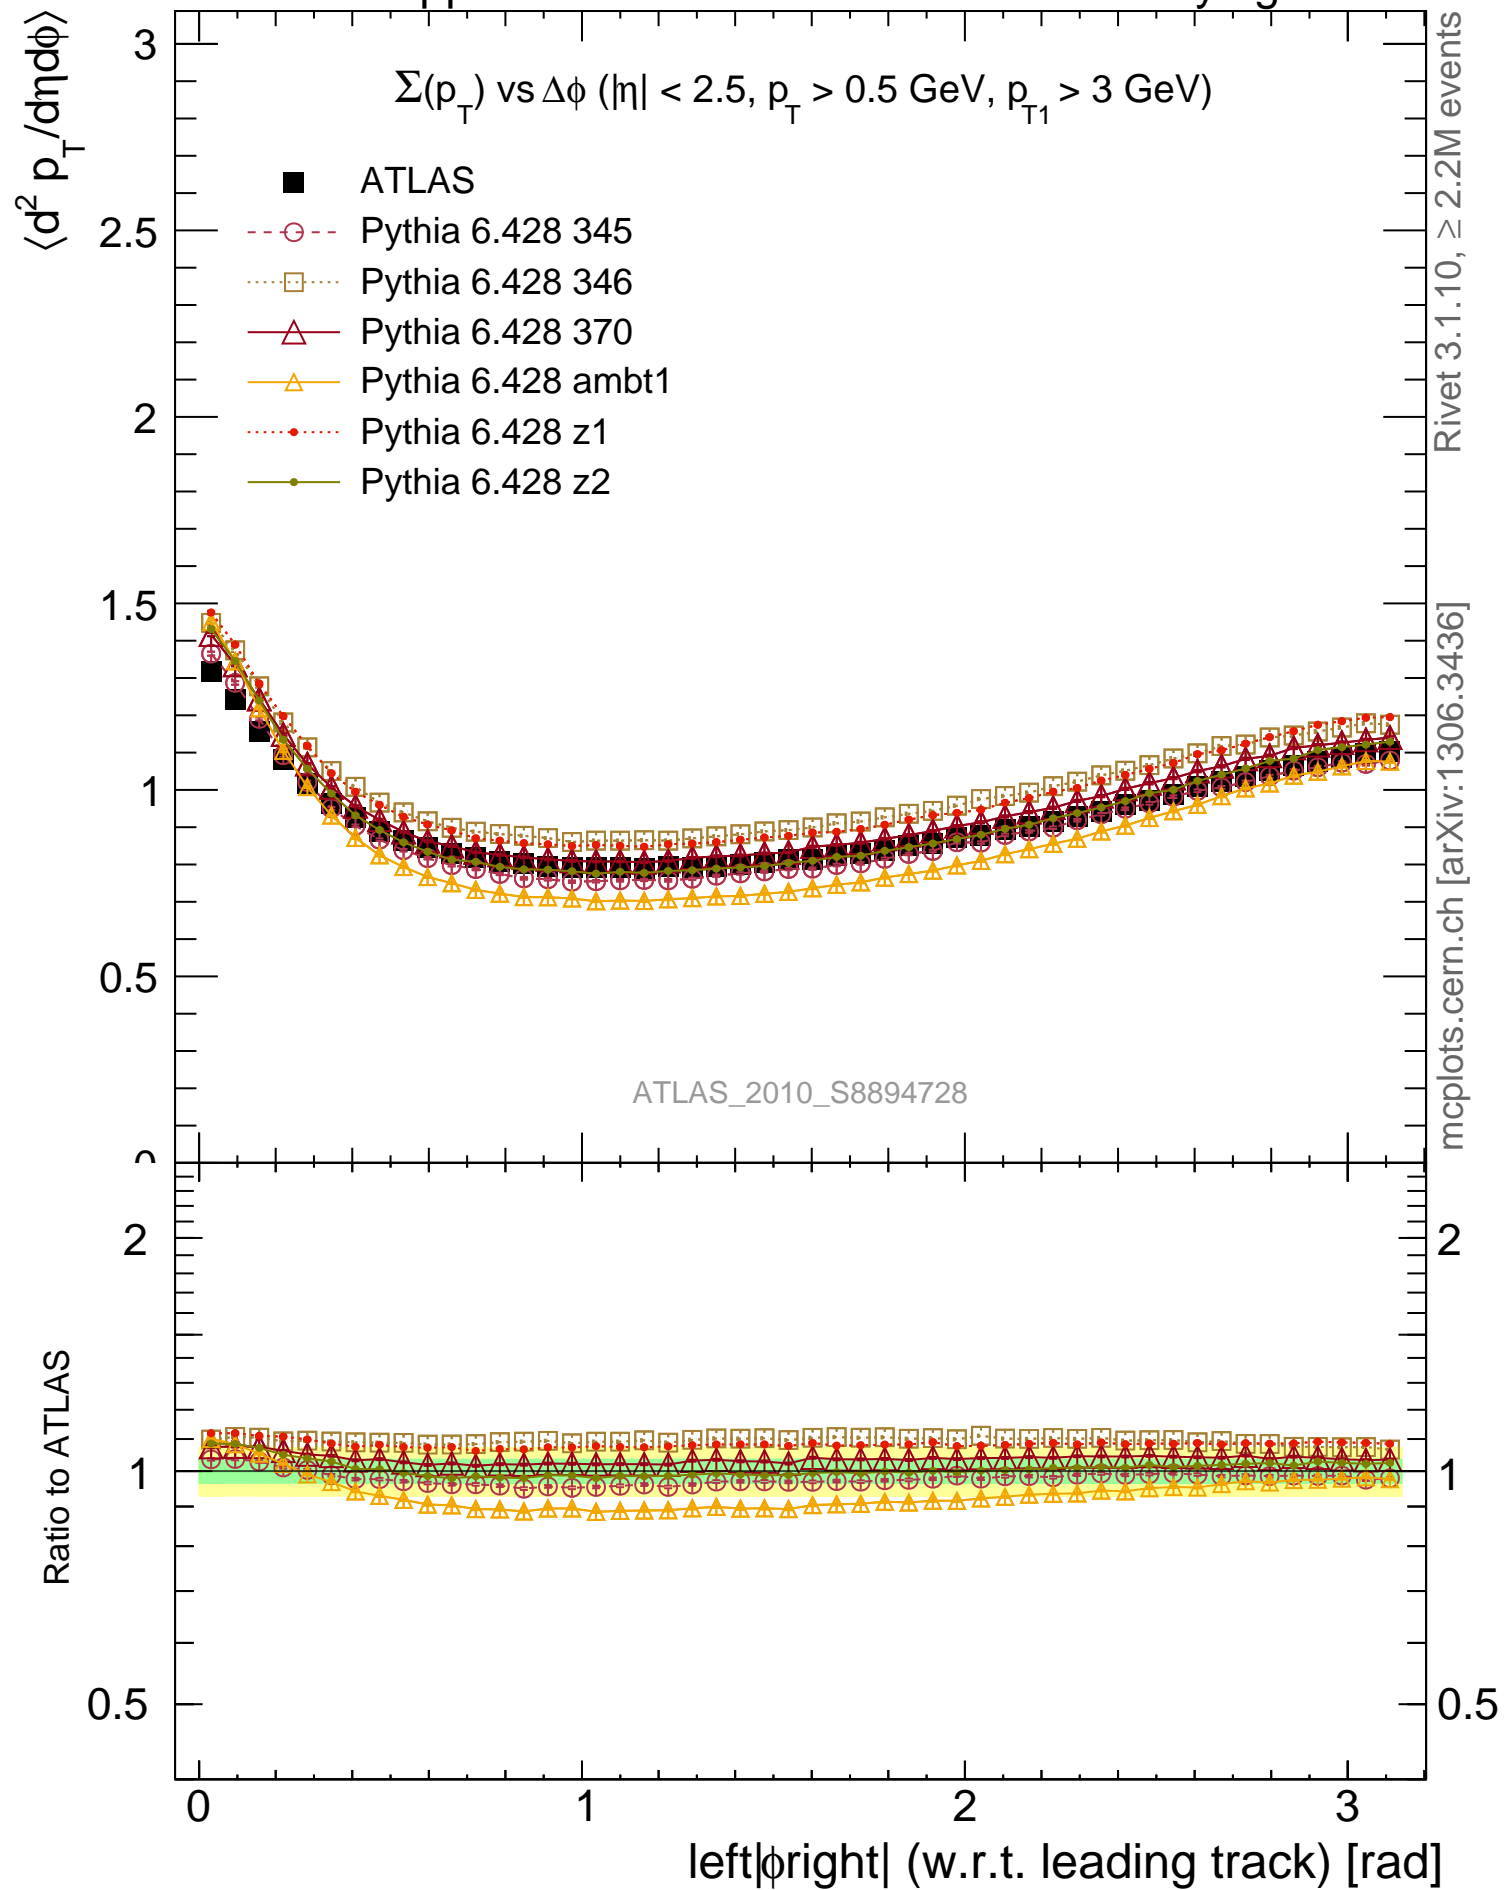 Σ(p_T) vs Δϕ (|η| < 2.5, p_T > 0.5 GeV, p_T1 > 3 GeV)
⟨d² p_T/dηdϕ⟩
ATLAS
Pythia 6.428 345
Pythia 6.428 346
Pythia 6.428 370
Pythia 6.428 ambt1
Pythia 6.428 z1
Pythia 6.428 z2
3
2.5
2
1.5
1
0.5
ATLAS_2010_S8894728
Rivet 3.1.10, ≥ 2.2M events
mcplots.cern.ch [arXiv:1306.3436]
Ratio to ATLAS
2
1
0.5
2
1
0.5
0
1
2
3
left|ϕright| (w.r.t. leading track) [rad]